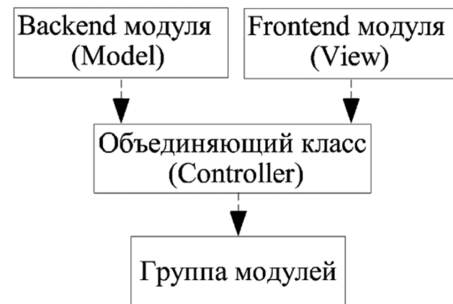 Backend модуля
(Model)
Frontend модуля
(View)
Объединяющий класс
(Controller)
Группа модулей